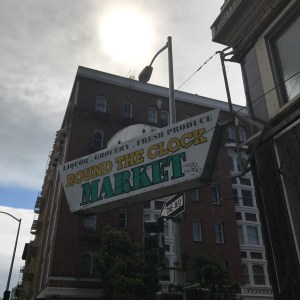 LIQUOR . GROCERY . FRESH PRODUCE
ROUND THE CLOCK
MARKET